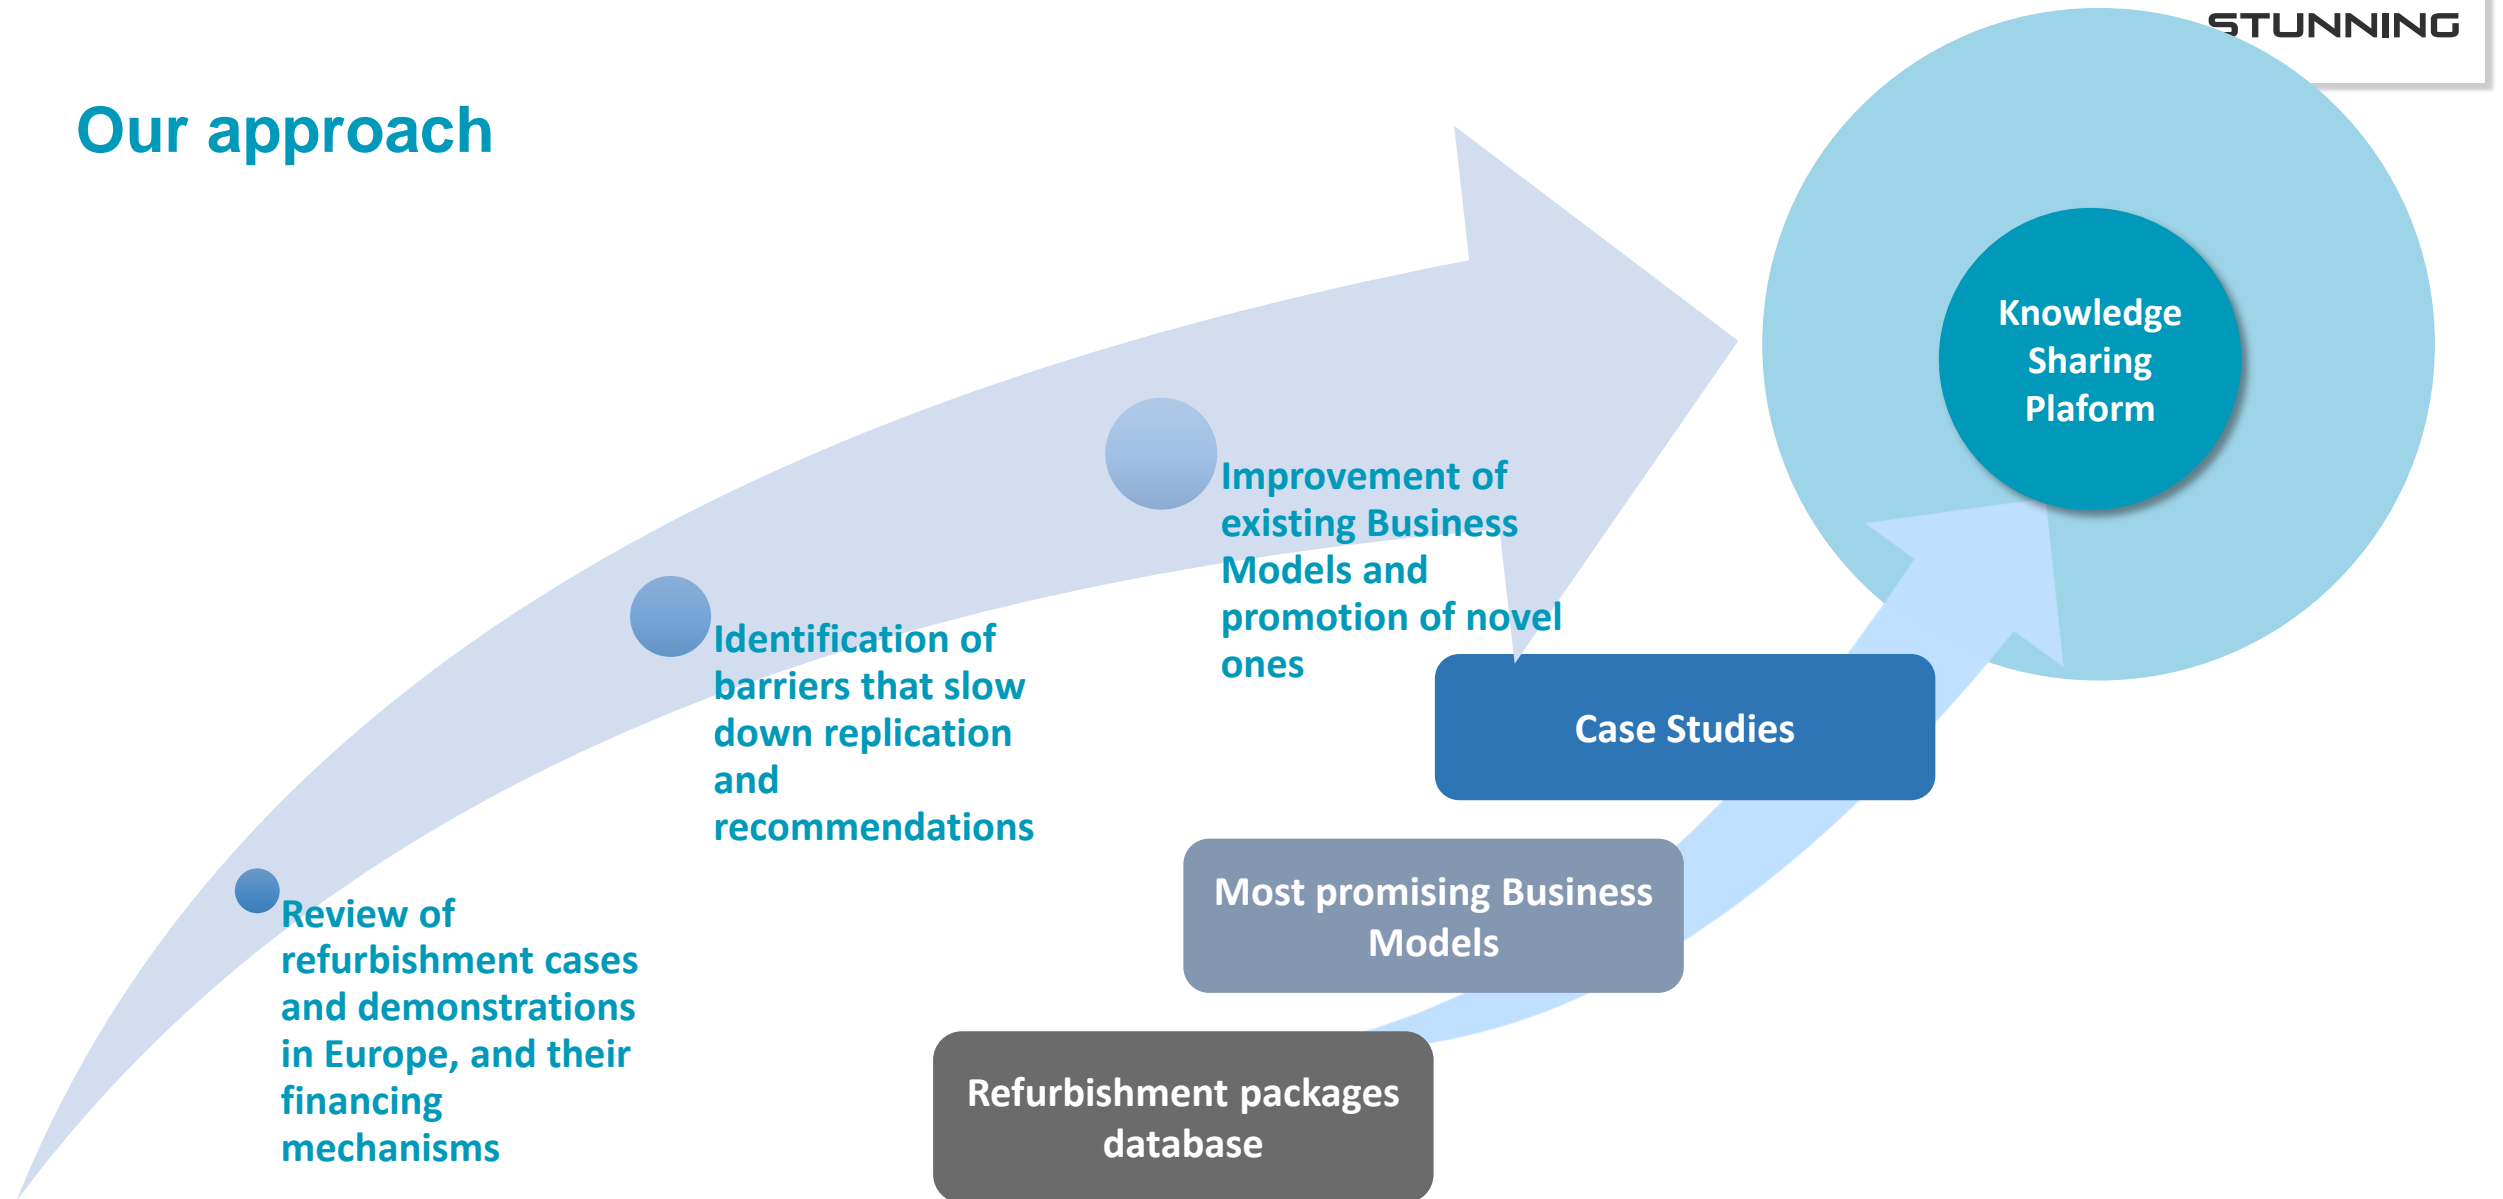 STUNNING
Our approach
Knowledge
Sharing
Plaform
Improvement of
existing Business
Models and
promotion of novel
ones
Identification of
barriers that slow
down replication
and
recommendations
Case Studies
Most promising Business
Models
Review of
refurbishment cases
and demonstrations
in Europe, and their
financing
mechanisms
Refurbishment packages
database